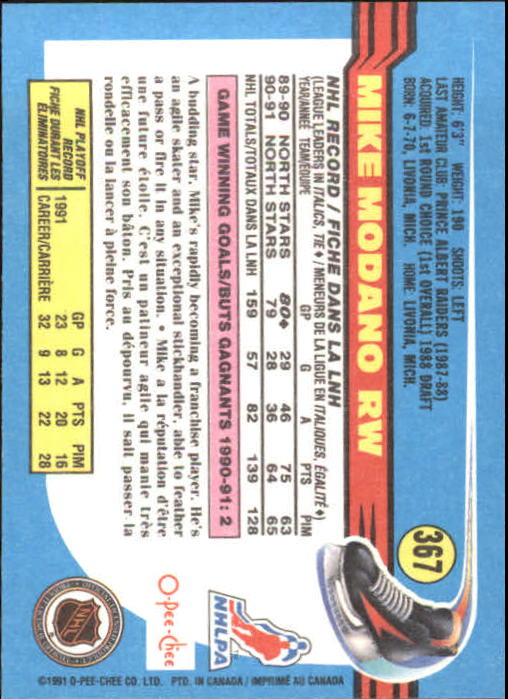 367
MIKE MODANO RW
HEIGHT: 6'3" WEIGHT: 190 SHOOTS: LEFT
LAST AMATEUR CLUB: PRINCE ALBERT RAIDERS (1987-88)
ACQUIRED: 1st ROUND CHOICE (1st OVERALL) 1988 DRAFT
BORN: 6-7-70, LIVONIA, MICH. HOME: LIVONIA, MICH.
NHL RECORD / FICHE DANS LA LNH
(LEAGUE LEADERS IN ITALICS, TIE ♦ / MENEURS DE LA LIGUE EN ITALIQUES, ÉGALITÉ ♦)
YEAR/ANNÉE TEAM/ÉQUIPE GP G A PTS PIM
89-90 NORTH STARS 80♦ 29 46 75 63
90-91 NORTH STARS 79 28 36 64 65
NHL TOTALS/TOTAUX DANS LA LNH 159 57 82 139 128
GAME WINNING GOALS/BUTS GAGNANTS 1990-91: 2
A budding star, Mike's rapidly becoming a franchise player. He's
an agile skater and an exceptional stickhandler, able to feather
a pass or fire it in any situation. • Mike a la réputation d'être
une future étoile. C'est un patineur agile qui manie très
efficacement son bâton. Pris au dépourvu, il sait passer la
rondelle ou la lancer à pleine force.
NHL PLAYOFF
RECORD
FICHE DURANT LES
ÉLIMINATOIRES
GP G A PTS PIM
1991 23 8 12 20 16
CAREER/CARRIÈRE 32 9 13 22 28
NHLPA
O-Pee-Chee
NHL
©1991 O-PEE-CHEE CO. LTD. PTD. IN CANADA / IMPRIMÉ AU CANADA